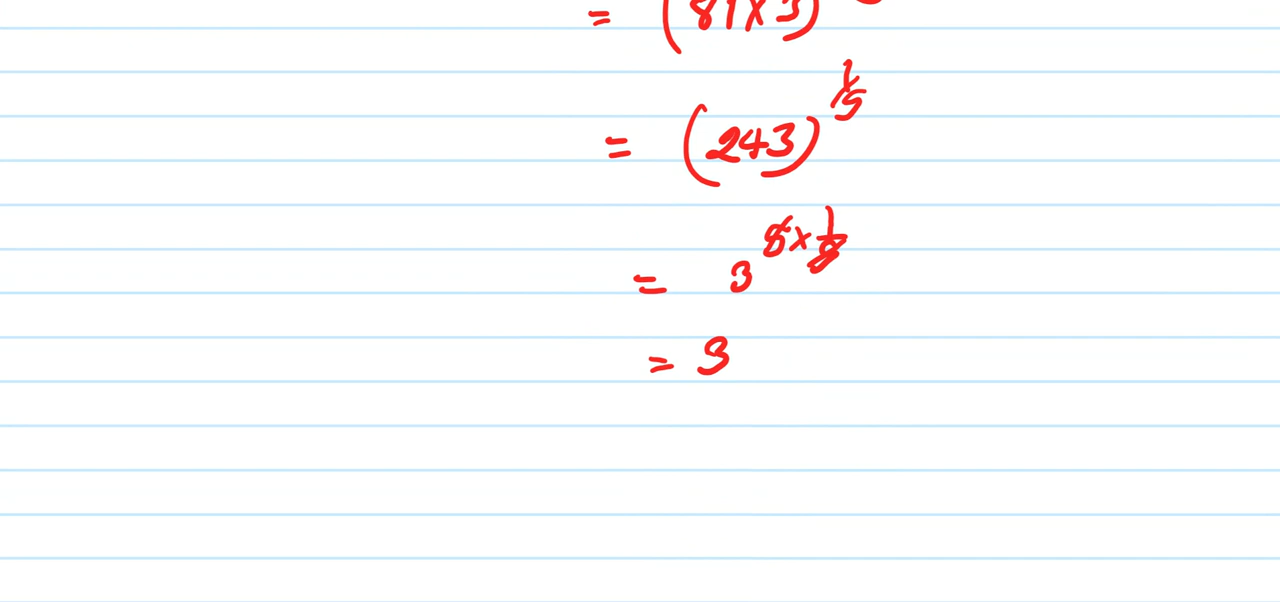 = (81 × 3)
= (243)^1/5
= 3^5 × 1/5
= 3